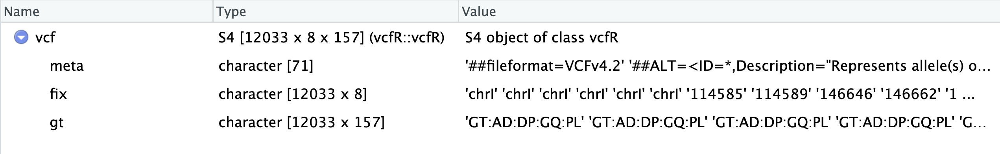 Name Type Value
vcf S4 [12033 x 8 x 157] (vcfR::vcfR) S4 object of class vcfR
meta character [71] '##fileformat=VCFv4.2' '##ALT=<ID=*,Description="Represents allele(s) o...
fix character [12033 x 8] 'chrI' 'chrI' 'chrI' 'chrI' 'chrI' 'chrI' '114585' '114589' '146646' '146662' '1 ...
gt character [12033 x 157] 'GT:AD:DP:GQ:PL' 'GT:AD:DP:GQ:PL' 'GT:AD:DP:GQ:PL' 'GT:AD:DP:GQ:PL' 'G...